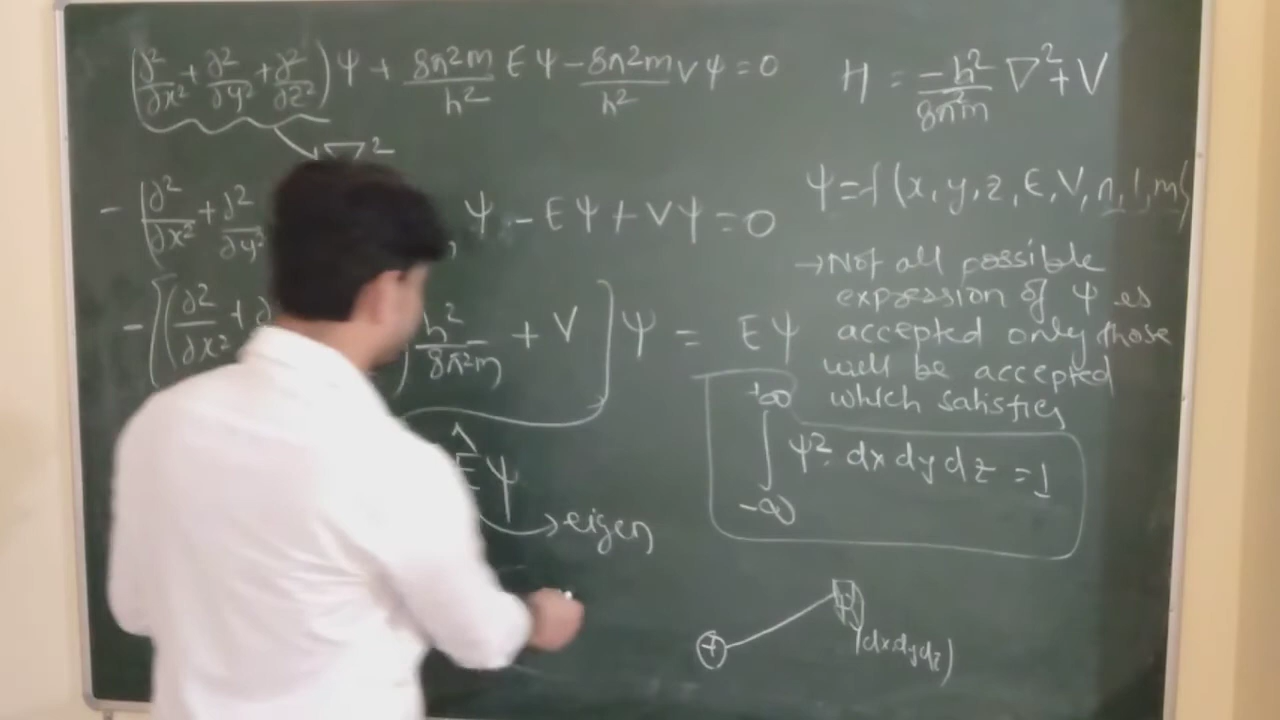 (∂²/∂x² + ∂²/∂y² + ∂²/∂z²) Ψ + 8π²m/h² EΨ − 8π²m/h² VΨ = 0
∇²
− (∂²/∂x² + ∂²/∂y² Ψ − EΨ + VΨ = 0
− [(∂²/∂x² + ∂ ) h²/8π²m + V ] Ψ = EΨ
ÊΨ
→ eigen
H = −h²/8π²m ∇² + V
Ψ = f (x, y, z, E, V, n, l, m)
→ Not all possible
expression of Ψ is
accepted only those
will be accepted
which satisfies
∫ +∞ −∞ Ψ². dx dy dz = 1
+
(dx dy dz)